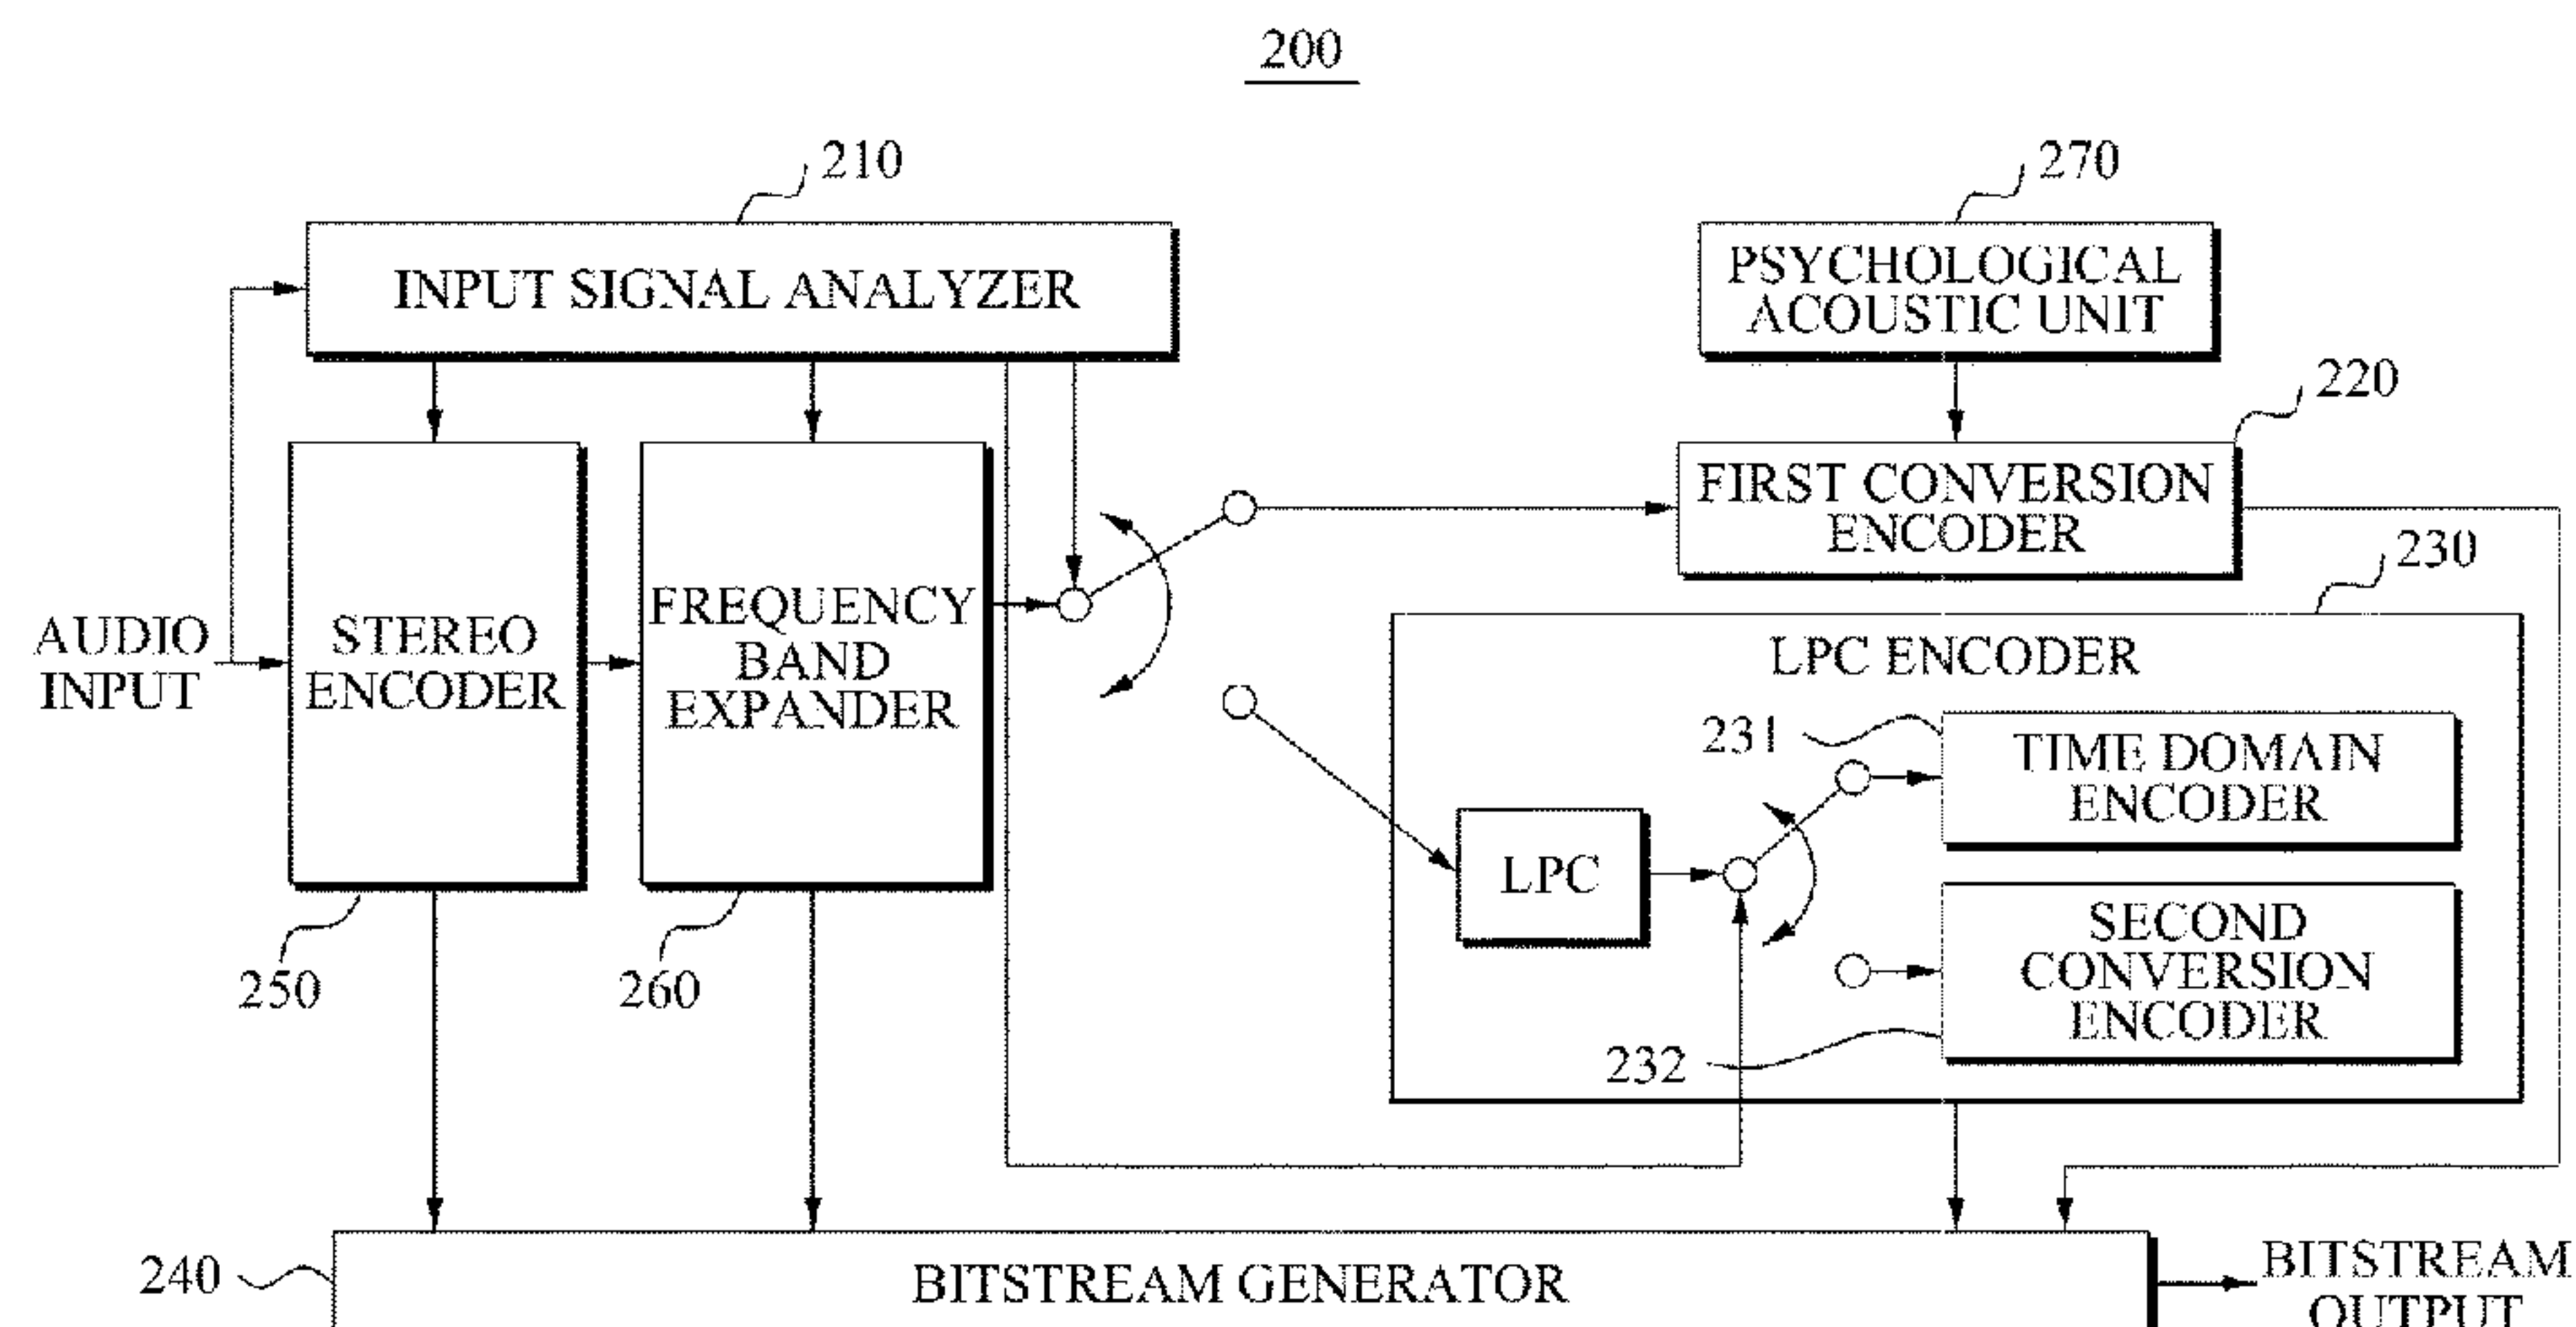 200
210
270
INPUT SIGNAL ANALYZER
PSYCHOLOGICAL
ACOUSTIC UNIT
220
FIRST CONVERSION
ENCODER
230
AUDIO
INPUT
STEREO
ENCODER
FREQUENCY
BAND
EXPANDER
LPC ENCODER
231
TIME DOMAIN
ENCODER
LPC
SECOND
CONVERSION
ENCODER
232
250
260
240
BITSTREAM GENERATOR
BITSTREAM
OUTPUT